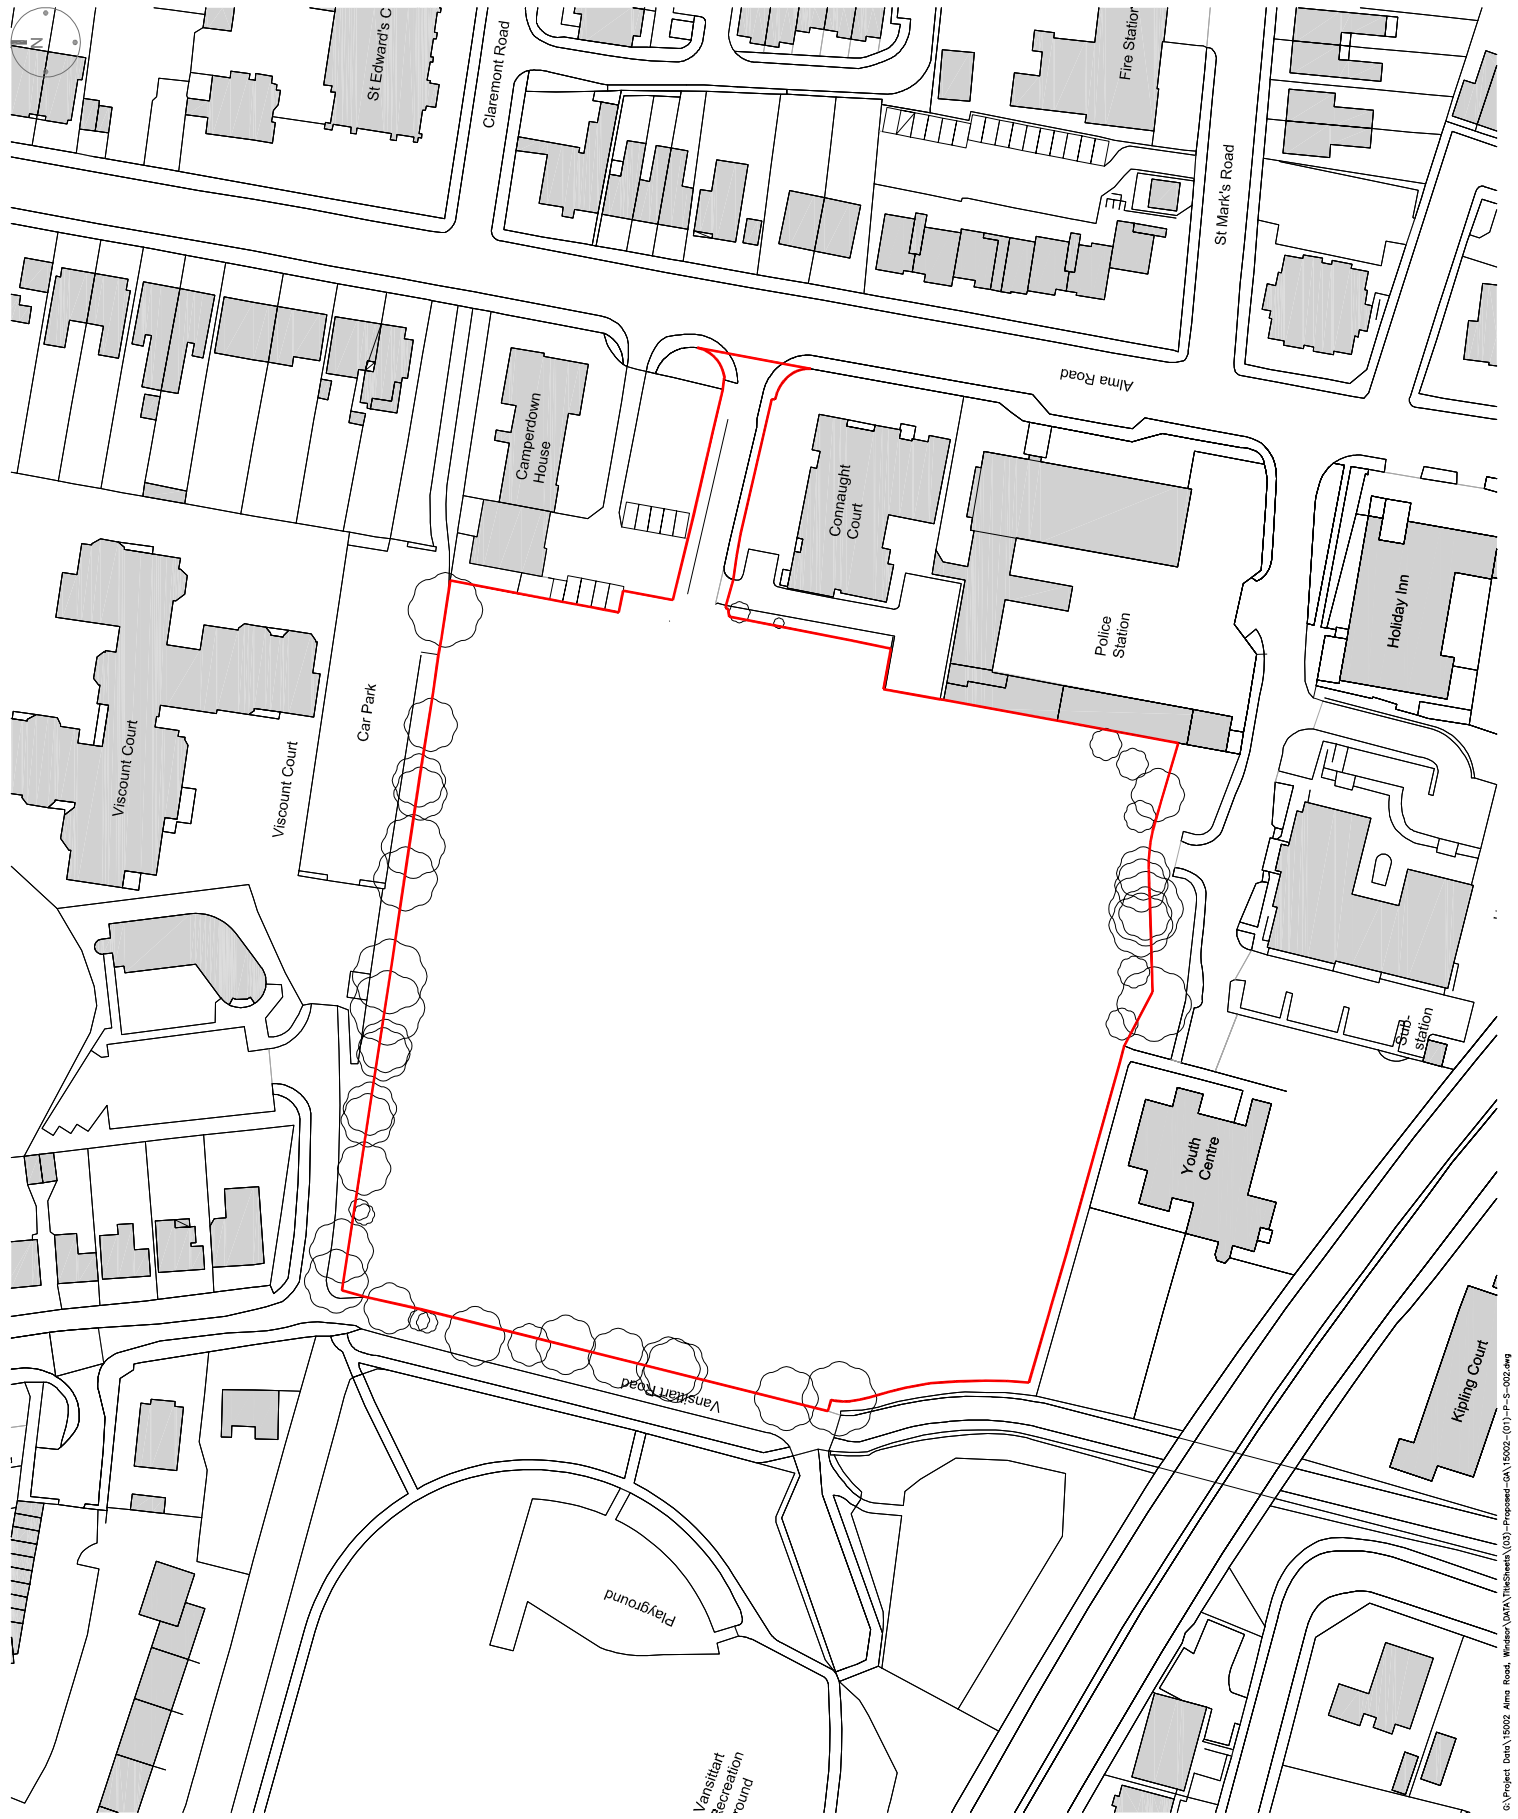 N
St Edward's C
Claremont Road
Fire Station
St Mark's Road
Alma Road
Camperdown
House
Connaught
Court
Police
Station
Holiday Inn
Viscount Court
Viscount Court
Car Park
Sub-
station
Youth
Centre
Kipling Court
Vansittart Road
Playground
Vansittart
Recreation
round
G:\Project Data\15002 Alma Road, Windsor\DATA\TitleSheets\(03)-Proposed-GA\15002-(01)-P-S-002.dwg